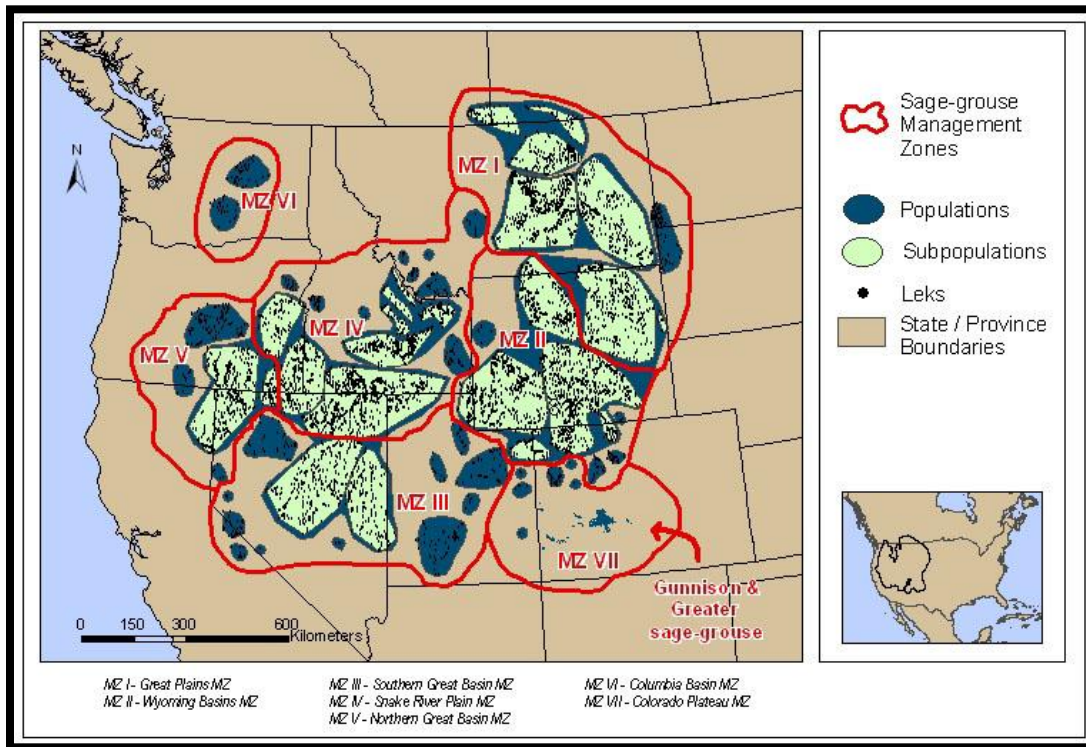 MZ I
MZ VI
MZ IV
MZ II
MZ V
MZ III
MZ VII
Gunnison &
Greater
sage-grouse
N
0 150 300 600
Kilometers
Sage-grouse
Management
Zones
Populations
Subpopulations
Leks
State / Province
Boundaries
MZ I - Great Plains MZ
MZ II - Wyoming Basins MZ
MZ III - Southern Great Basin MZ
MZ IV - Snake River Plain MZ
MZ V - Northern Great Basin MZ
MZ VI - Columbia Basin MZ
MZ VII - Colorado Plateau MZ